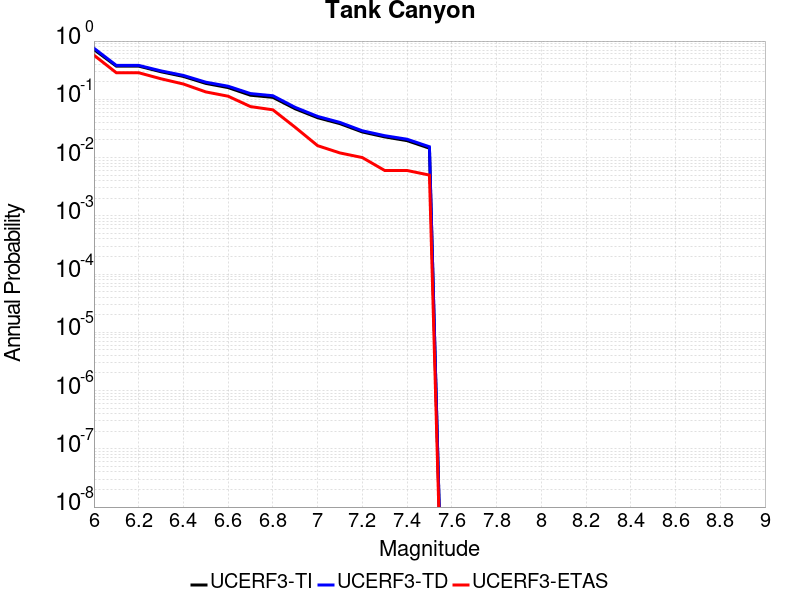 Tank Canyon
10^0
10^-1
10^-2
10^-3
10^-4
10^-5
10^-6
10^-7
10^-8
Annual Probability
6 6.2 6.4 6.6 6.8 7 7.2 7.4 7.6 7.8 8 8.2 8.4 8.6 8.8 9
Magnitude
UCERF3-TI UCERF3-TD UCERF3-ETAS